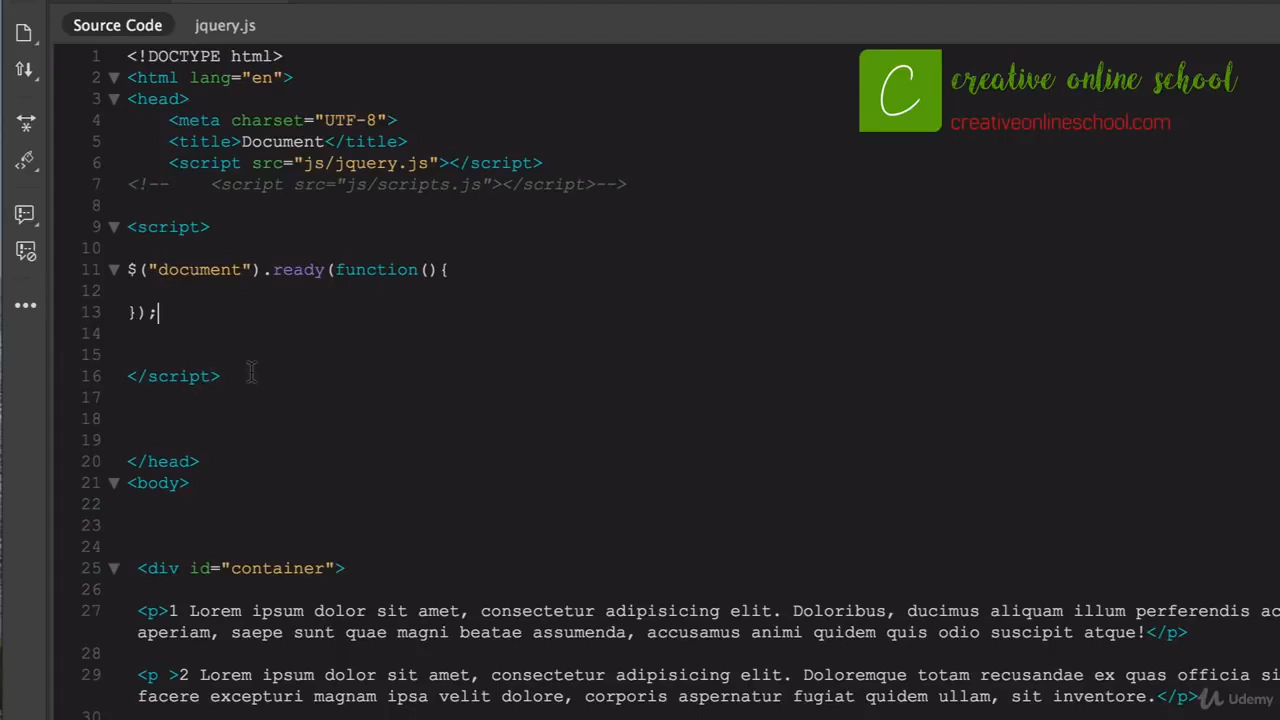 Source Code jquery.js
1 <!DOCTYPE html>
2 <html lang="en">
3 <head>
4 <meta charset="UTF-8">
5 <title>Document</title>
6 <script src="js/jquery.js"></script>
7 <!-- <script src="js/scripts.js"></script>-->
8
9 <script>
10
11 $("document").ready(function(){
12
13 });
14
15
16 </script>
17
18
19
20 </head>
21 <body>
22
23
24
25 <div id="container">
26
27 <p>1 Lorem ipsum dolor sit amet, consectetur adipisicing elit. Doloribus, ducimus aliquam illum perferendis ac
aperiam, saepe sunt quae magni beatae assumenda, accusamus animi quidem quis odio suscipit atque!</p>
28
29 <p >2 Lorem ipsum dolor sit amet, consectetur adipisicing elit. Doloremque totam recusandae ex quas officia si
facere excepturi magnam ipsa velit dolore, corporis aspernatur fugiat quidem ullam, sit inventore.</p>
30
C
creative online school
creativeonlineschool.com
Udemy